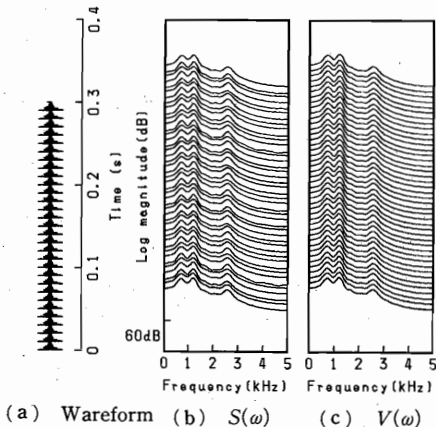 0 0.1 0.2 0.3 0.4
Time (s)
Log magnitude (dB)
60dB
0 1 2 3 4 5
Frequency (kHz)
0 1 2 3 4 5
Frequency (kHz)
(a) Wareform (b) S(ω) (c) V(ω)